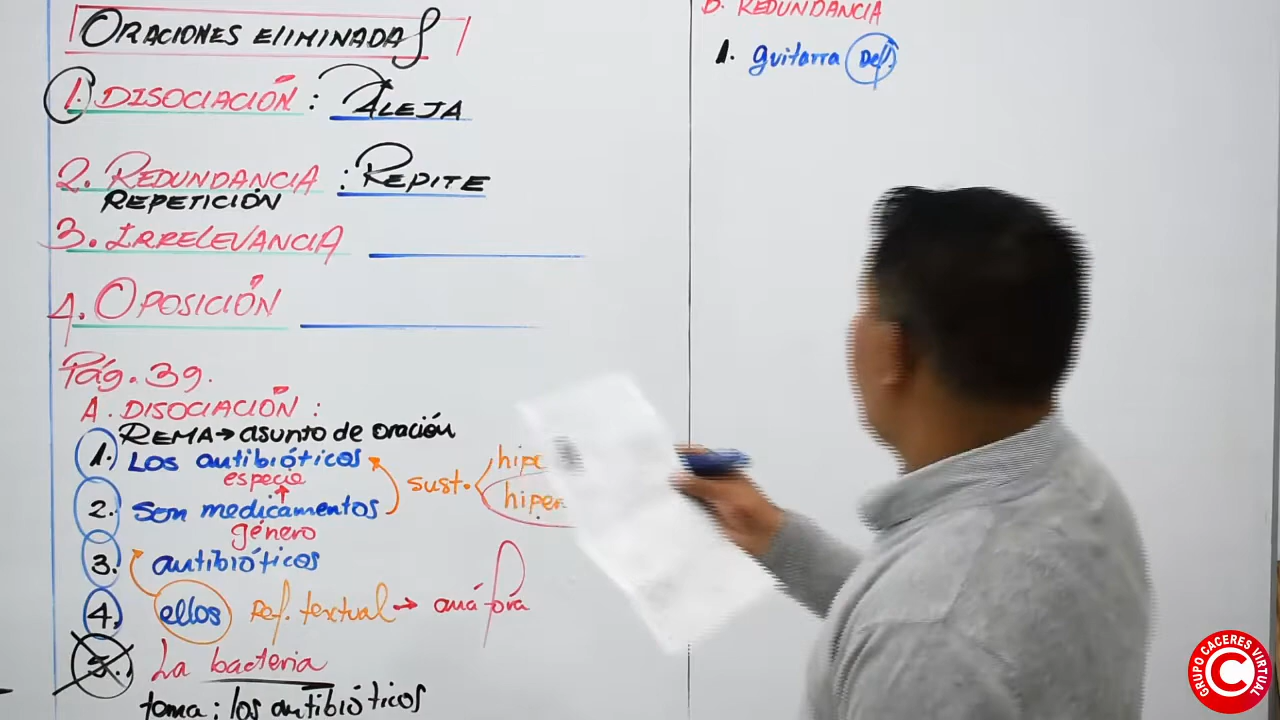 ORACIONES ELIMINADAS
1. DISOCIACIÓN : ALEJA
2. REDUNDANCIA : REPITE
REPETICIÓN
3. IRRELEVANCIA
4. OPOSICIÓN
Pág. 39.
A. DISOCIACIÓN :
REMA → asunto de oración
1. Los antibióticos
especie
2. Son medicamentos
género
sust.
hipe
hiper
3. antibióticos
4. ellos Ref. textual → anáfora
5. La bacteria
tema: los antibióticos
B. REDUNDANCIA
1. guitarra Def.
GRUPO CACERES VIRTUAL
C